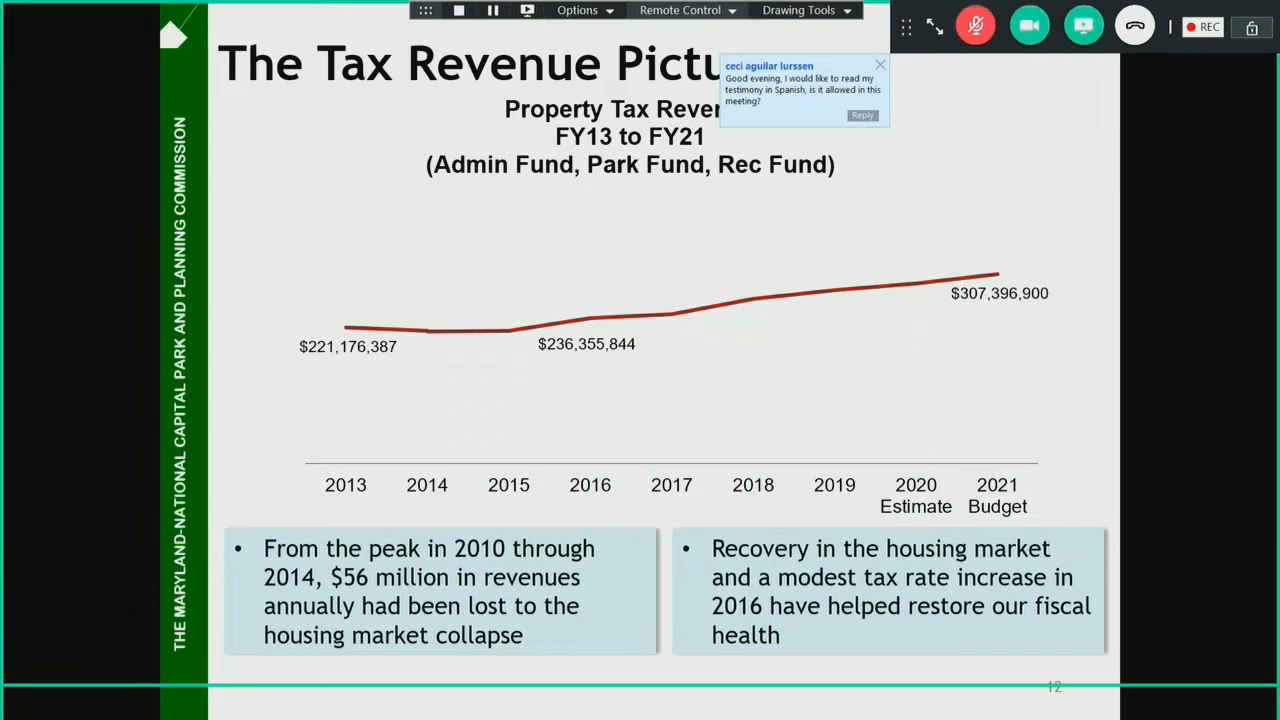 Options
Remote Control
Drawing Tools
REC
The Tax Revenue Pictu
ceci aguilar lurssen
Good evening, I would like to read my
testimony in Spanish, is it allowed in this
meeting?
Reply
Property Tax Reven
FY13 to FY21
(Admin Fund, Park Fund, Rec Fund)
THE MARYLAND-NATIONAL CAPITAL PARK AND PLANNING COMMISSION
$307,396,900
$221,176,387
$236,355,844
2013 2014 2015 2016 2017 2018 2019 2020 2021
Estimate Budget
• From the peak in 2010 through
2014, $56 million in revenues
annually had been lost to the
housing market collapse
• Recovery in the housing market
and a modest tax rate increase in
2016 have helped restore our fiscal
health
12